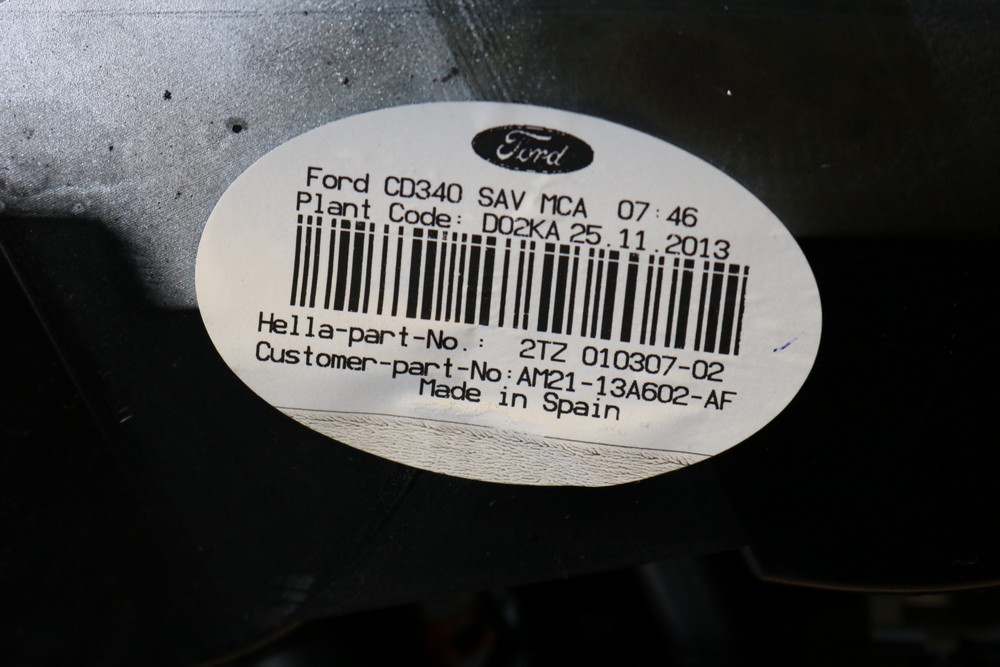 Ford
Ford CD340 SAV MCA 07:46
Plant Code: D02KA 25.11.2013
Hella-part-No.: 2TZ 010307-02
Customer-part-No:AM21-13A602-AF
Made in Spain